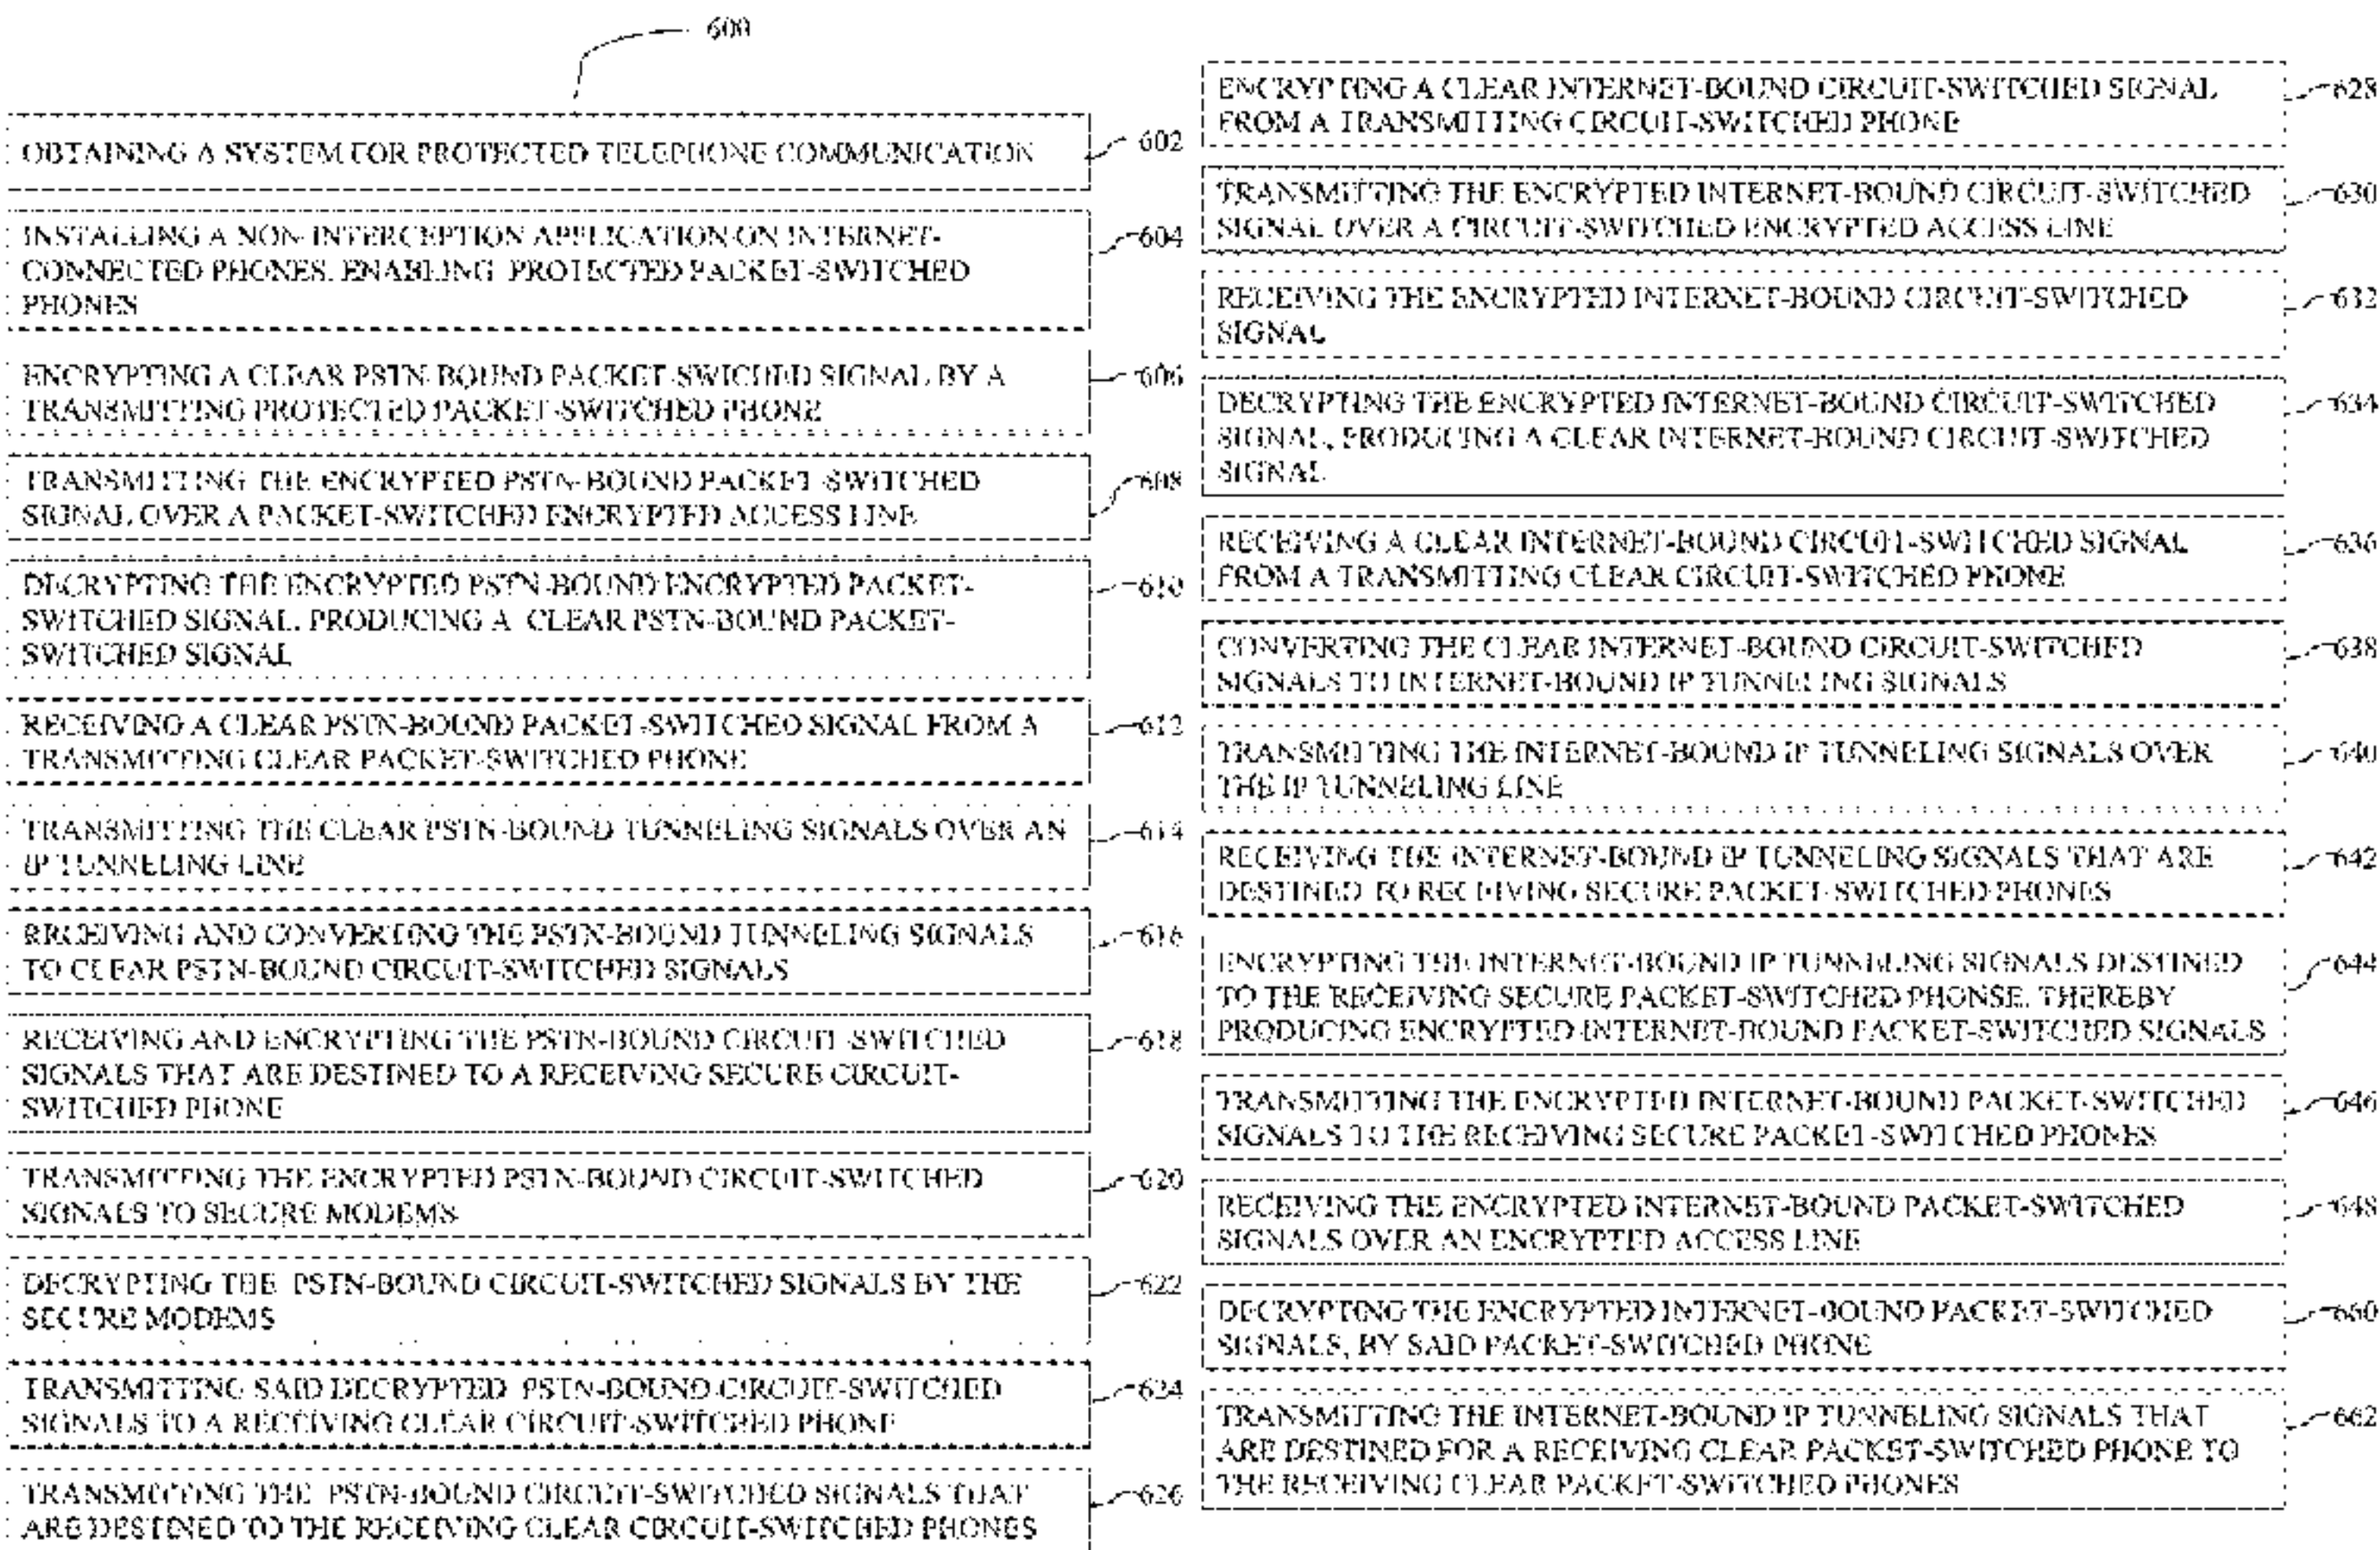 600
OBTAINING A SYSTEM FOR PROTECTED TELEPHONE COMMUNICATION
602
INSTALLING A NON-INTERCEPTION APPLICATION ON INTERNET-
CONNECTED PHONES, ENABLING PROTECTED PACKET-SWITCHED
PHONES
604
ENCRYPTING A CLEAR PSTN-BOUND PACKET-SWICHED SIGNAL BY A
TRANSMITTING PROTECTED PACKET-SWITCHED PHONE
606
TRANSMITTING THE ENCRYPTED PSTN-BOUND PACKET-SWITCHED
SIGNAL OVER A PACKET-SWITCHED ENCRYPTED ACCESS LINE
608
DECRYPTING THE ENCRYPTED PSTN-BOUND ENCRYPTED PACKET-
SWITCHED SIGNAL, PRODUCING A CLEAR PSTN-BOUND PACKET-
SWITCHED SIGNAL
610
RECEIVING A CLEAR PSTN-BOUND PACKET-SWITCHED SIGNAL FROM A
TRANSMITTING CLEAR PACKET-SWITCHED PHONE
612
TRANSMITTING THE CLEAR PSTN-BOUND TUNNELING SIGNALS OVER AN
IP TUNNELING LINE
614
RECEIVING AND CONVERTING THE PSTN-BOUND TUNNELING SIGNALS
TO CLEAR PSTN-BOUND CIRCUIT-SWITCHED SIGNALS
616
RECEIVING AND ENCRYPTING THE PSTN-BOUND CIRCUIT-SWITCHED
SIGNALS THAT ARE DESTINED TO A RECEIVING SECURE CIRCUIT-
SWITCHED PHONE
618
TRANSMITTING THE ENCRYPTED PSTN-BOUND CIRCUIT-SWITCHED
SIGNALS TO SECURE MODEMS
620
DECRYPTING THE PSTN-BOUND CIRCUIT-SWITCHED SIGNALS BY THE
SECURE MODEMS
622
TRANSMITTING SAID DECRYPTED PSTN-BOUND CIRCUIT-SWITCHED
SIGNALS TO A RECEIVING CLEAR CIRCUIT-SWITCHED PHONE
624
TRANSMITTING THE PSTN-BOUND CIRCUIT-SWITCHED SIGNALS THAT
ARE DESTINED TO THE RECEIVING CLEAR CIRCUIT-SWITCHED PHONES
626
ENCRYPTING A CLEAR INTERNET-BOUND CIRCUIT-SWITCHED SIGNAL
FROM A TRANSMITTING CIRCUIT-SWITCHED PHONE
628
TRANSMITTING THE ENCRYPTED INTERNET-BOUND CIRCUIT-SWITCHED
SIGNAL OVER A CIRCUIT-SWITCHED ENCRYPTED ACCESS LINE
630
RECEIVING THE ENCRYPTED INTERNET-BOUND CIRCUIT-SWITCHED
SIGNAL
632
DECRYPTING THE ENCRYPTED INTERNET-BOUND CIRCUIT-SWITCHED
SIGNAL, PRODUCING A CLEAR INTERNET-BOUND CIRCUIT-SWITCHED
SIGNAL
634
RECEIVING A CLEAR INTERNET-BOUND CIRCUIT-SWITCHED SIGNAL
FROM A TRANSMITTING CLEAR CIRCUIT-SWITCHED PHONE
636
CONVERTING THE CLEAR INTERNET-BOUND CIRCUIT-SWITCHED
SIGNALS TO INTERNET-BOUND IP TUNNELING SIGNALS
638
TRANSMITTING THE INTERNET-BOUND IP TUNNELING SIGNALS OVER
THE IP TUNNELING LINE
640
RECEIVING THE INTERNET-BOUND IP TUNNELING SIGNALS THAT ARE
DESTINED TO RECEIVING SECURE PACKET-SWITCHED PHONES
642
ENCRYPTING THE INTERNET-BOUND IP TUNNELING SIGNALS DESTINED
TO THE RECEIVING SECURE PACKET-SWITCHED PHONSE, THEREBY
PRODUCING ENCRYPTED INTERNET-BOUND PACKET-SWITCHED SIGNALS
644
TRANSMITTING THE ENCRYPTED INTERNET-BOUND PACKET-SWITCHED
SIGNALS TO THE RECEIVING SECURE PACKET-SWITCHED PHONES
646
RECEIVING THE ENCRYPTED INTERNET-BOUND PACKET-SWITCHED
SIGNALS OVER AN ENCRYPTED ACCESS LINE
648
DECRYPTING THE ENCRYPTED INTERNET-BOUND PACKET-SWITCHED
SIGNALS, BY SAID PACKET-SWITCHED PHONE
660
TRANSMITTING THE INTERNET-BOUND IP TUNNELING SIGNALS THAT
ARE DESTINED FOR A RECEIVING CLEAR PACKET-SWITCHED PHONE TO
THE RECEIVING CLEAR PACKET-SWITCHED PHONES
662